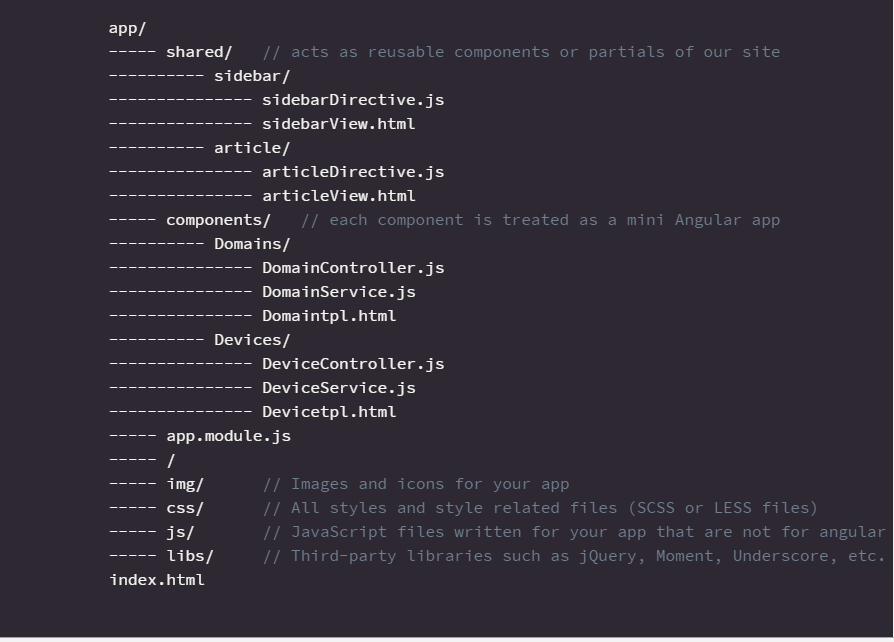 app/
----- shared/   // acts as reusable components or partials of our site
---------- sidebar/
--------------- sidebarDirective.js
--------------- sidebarView.html
---------- article/
--------------- articleDirective.js
--------------- articleView.html
----- components/   // each component is treated as a mini Angular app
---------- Domains/
--------------- DomainController.js
--------------- DomainService.js
--------------- Domaintpl.html
---------- Devices/
--------------- DeviceController.js
--------------- DeviceService.js
--------------- Devicetpl.html
----- app.module.js
----- /
----- img/      // Images and icons for your app
----- css/      // All styles and style related files (SCSS or LESS files)
----- js/       // JavaScript files written for your app that are not for angular
----- libs/     // Third-party libraries such as jQuery, Moment, Underscore, etc.
index.html